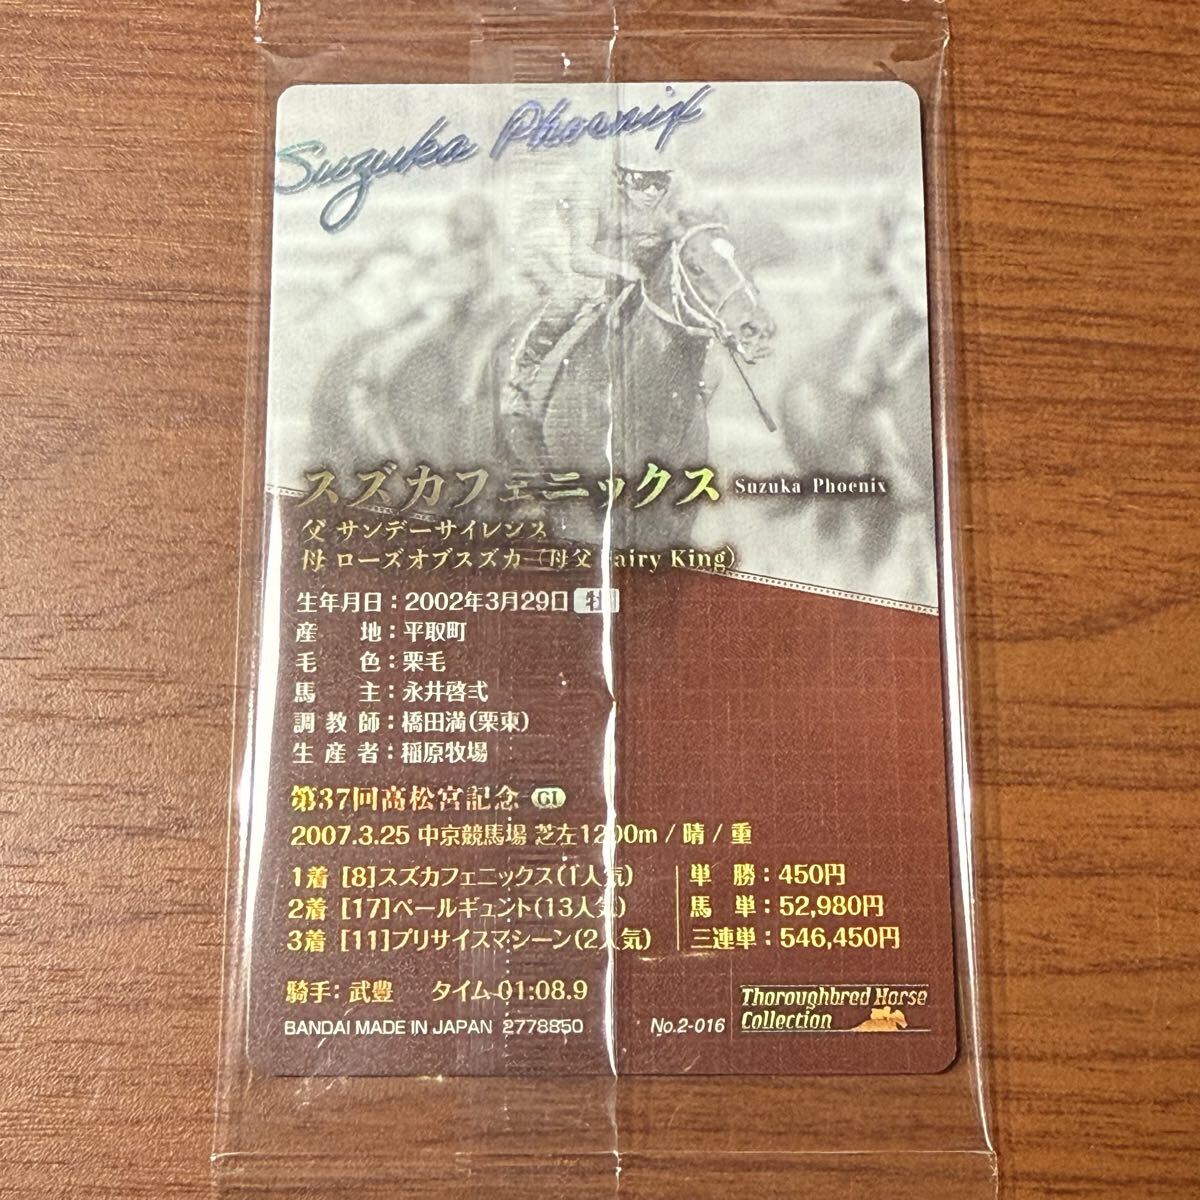 Suzuka Phoenix
スズカフェニックス Suzuka Phoenix
父 サンデーサイレンス
母 ローズオブスズカ(母父 Fairy King)
生年月日:2002年3月29日 牡
産 地:平取町
毛 色:栗毛
馬 主:永井啓弍
調教師:橋田満(栗東)
生産者:稲原牧場
第37回高松宮記念 GI
2007.3.25 中京競馬場 芝左1200m / 晴 / 重
1着 [8]スズカフェニックス(1人気) 単 勝:450円
2着 [17]ペールギュント(13人気) 馬 単:52,980円
3着 [11]プリサイスマシーン(2人気) 三連単:546,450円
騎手:武豊 タイム 01:08.9
BANDAI MADE IN JAPAN 2778850 No.2-016
Thoroughbred Horse
Collection